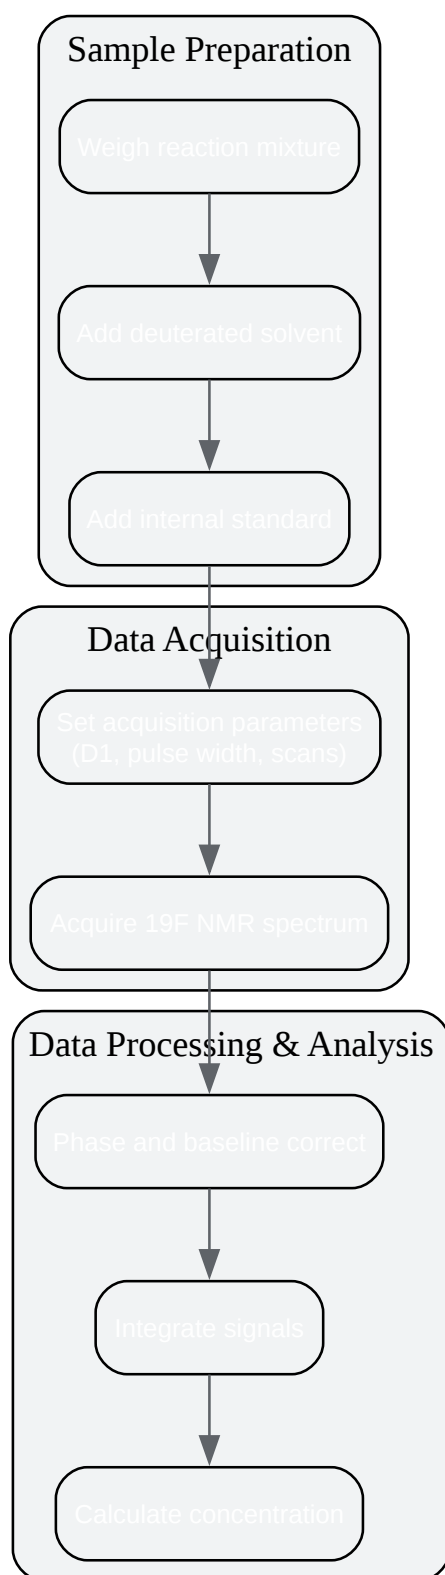 Sample Preparation
Weigh reaction mixture
Add deuterated solvent
Add internal standard
Data Acquisition
Set acquisition parameters
(D1, pulse width, scans)
Acquire 19F NMR spectrum
Data Processing & Analysis
Phase and baseline correct
Integrate signals
Calculate concentration